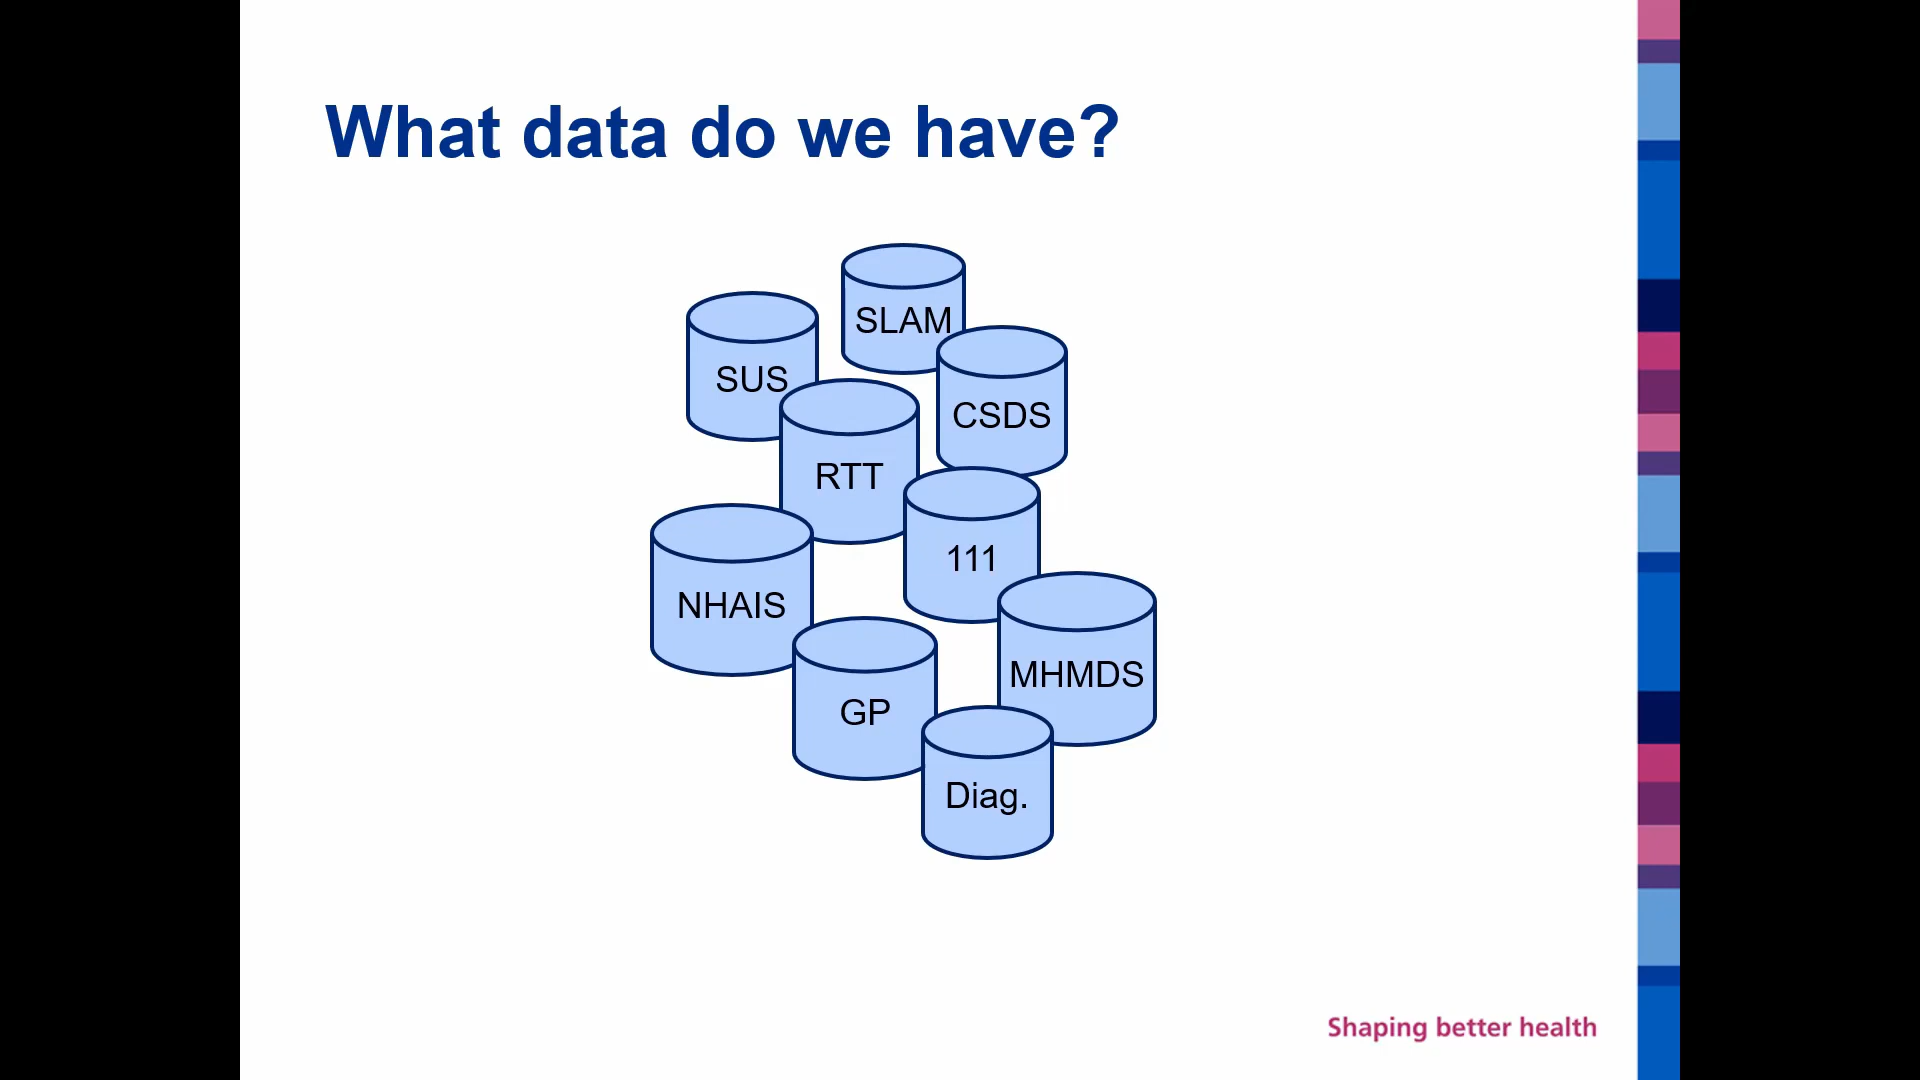 What data do we have?
SLAM
SUS
CSDS
RTT
111
NHAIS
MHMDS
GP
Diag.
Shaping better health